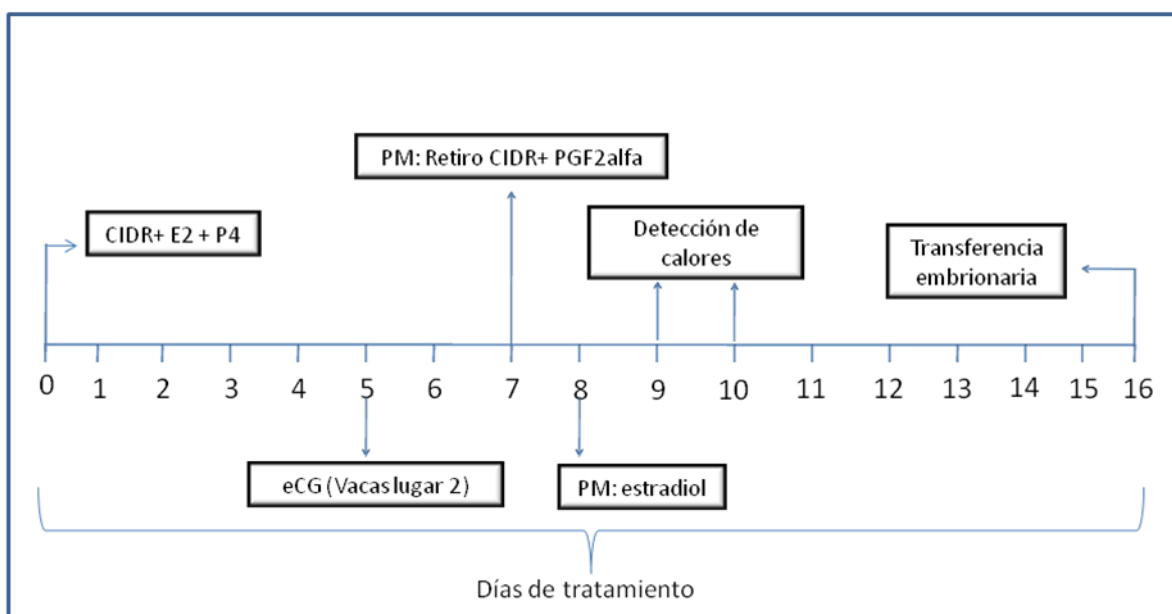 PM: Retiro CIDR+ PGF2alfa
CIDR+ E2 + P4
Detección de
calores
Transferencia
embrionaria
0 1 2 3 4 5 6 7 8 9 10 11 12 13 14 15 16
eCG (Vacas lugar 2)
PM: estradiol
Días de tratamiento